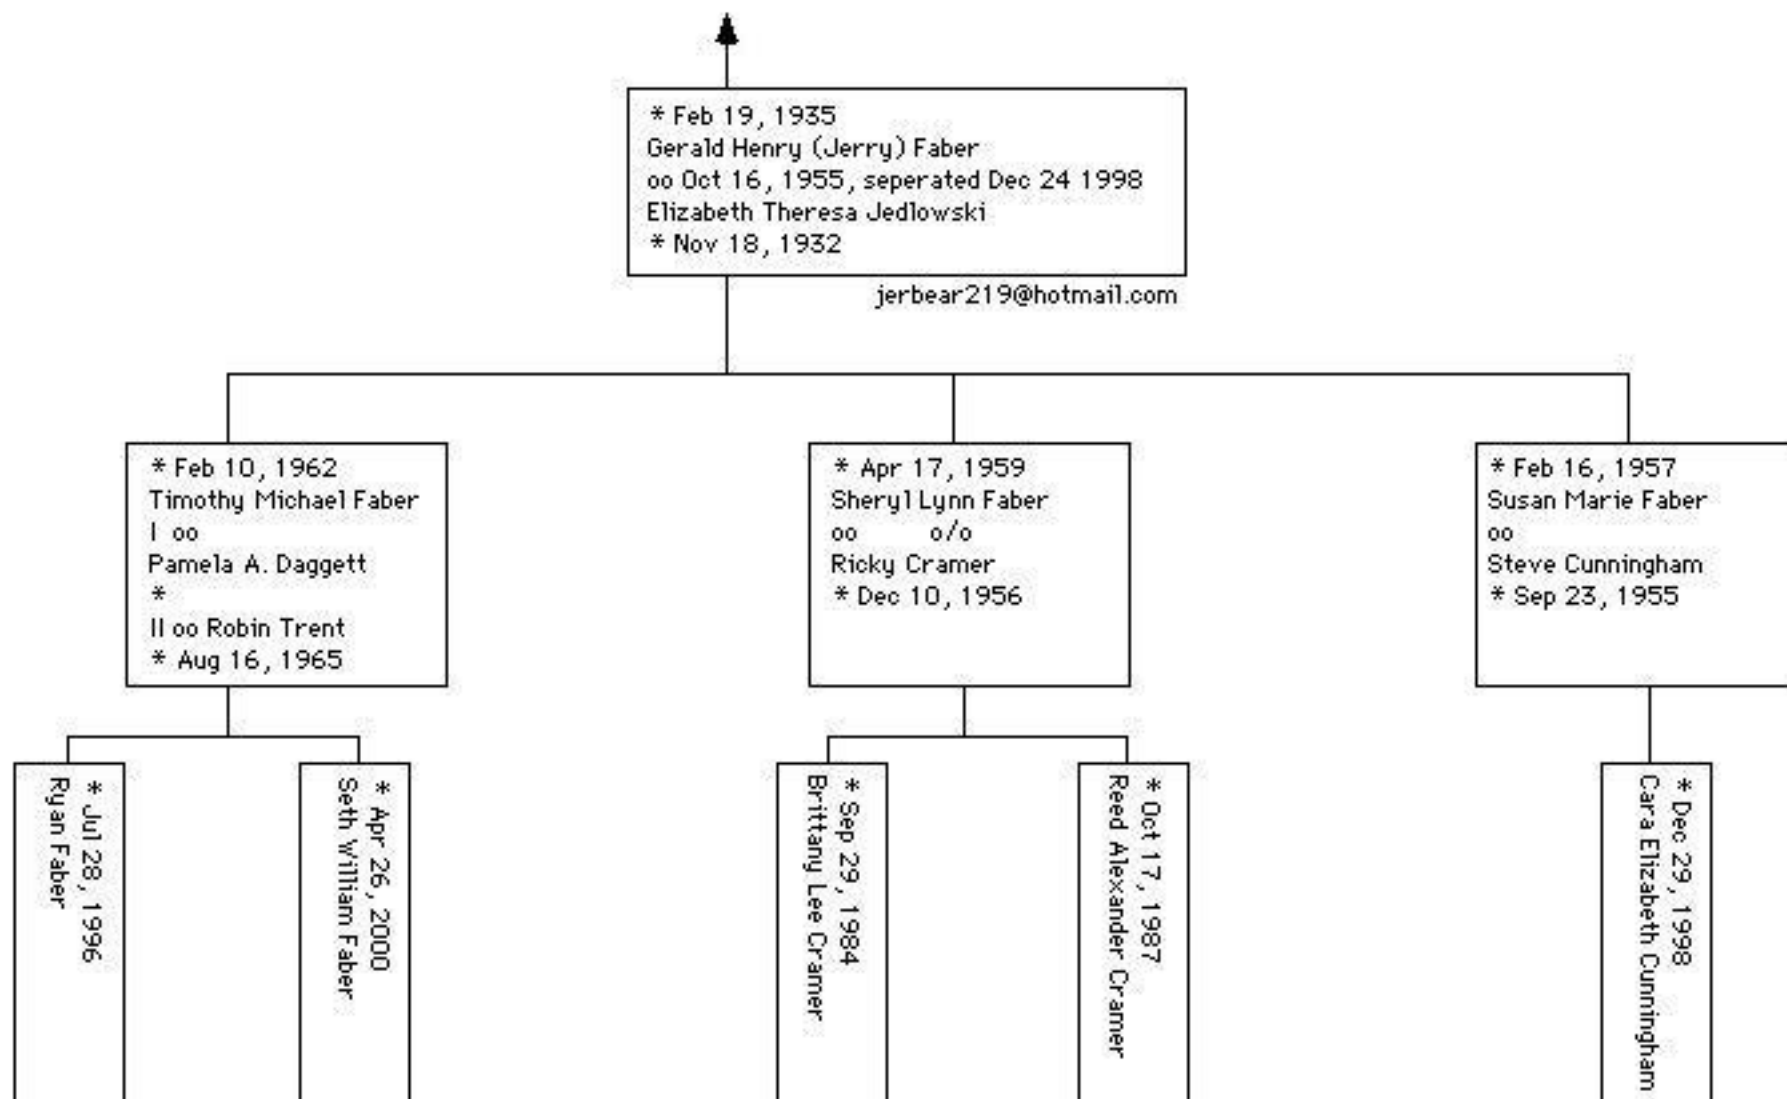 * Feb 19, 1935
Gerald Henry (Jerry) Faber
oo Oct 16, 1955, seperated Dec 24 1998
Elizabeth Theresa Jedlowski
* Nov 18, 1932
jerbear219@hotmail.com
* Feb 10, 1962
Timothy Michael Faber
I oo
Pamela A. Daggett
*
II oo Robin Trent
* Aug 16, 1965
* Apr 17, 1959
Sheryl Lynn Faber
oo o/o
Ricky Cramer
* Dec 10, 1956
* Feb 16, 1957
Susan Marie Faber
oo
Steve Cunningham
* Sep 23, 1955
* Jul 28, 1996
Ryan Faber
* Apr 26, 2000
Seth William Faber
* Sep 29, 1984
Brittany Lee Cramer
* Oct 17, 1987
Reed Alexander Cramer
* Dec 29, 1998
Cara Elizabeth Cunningham